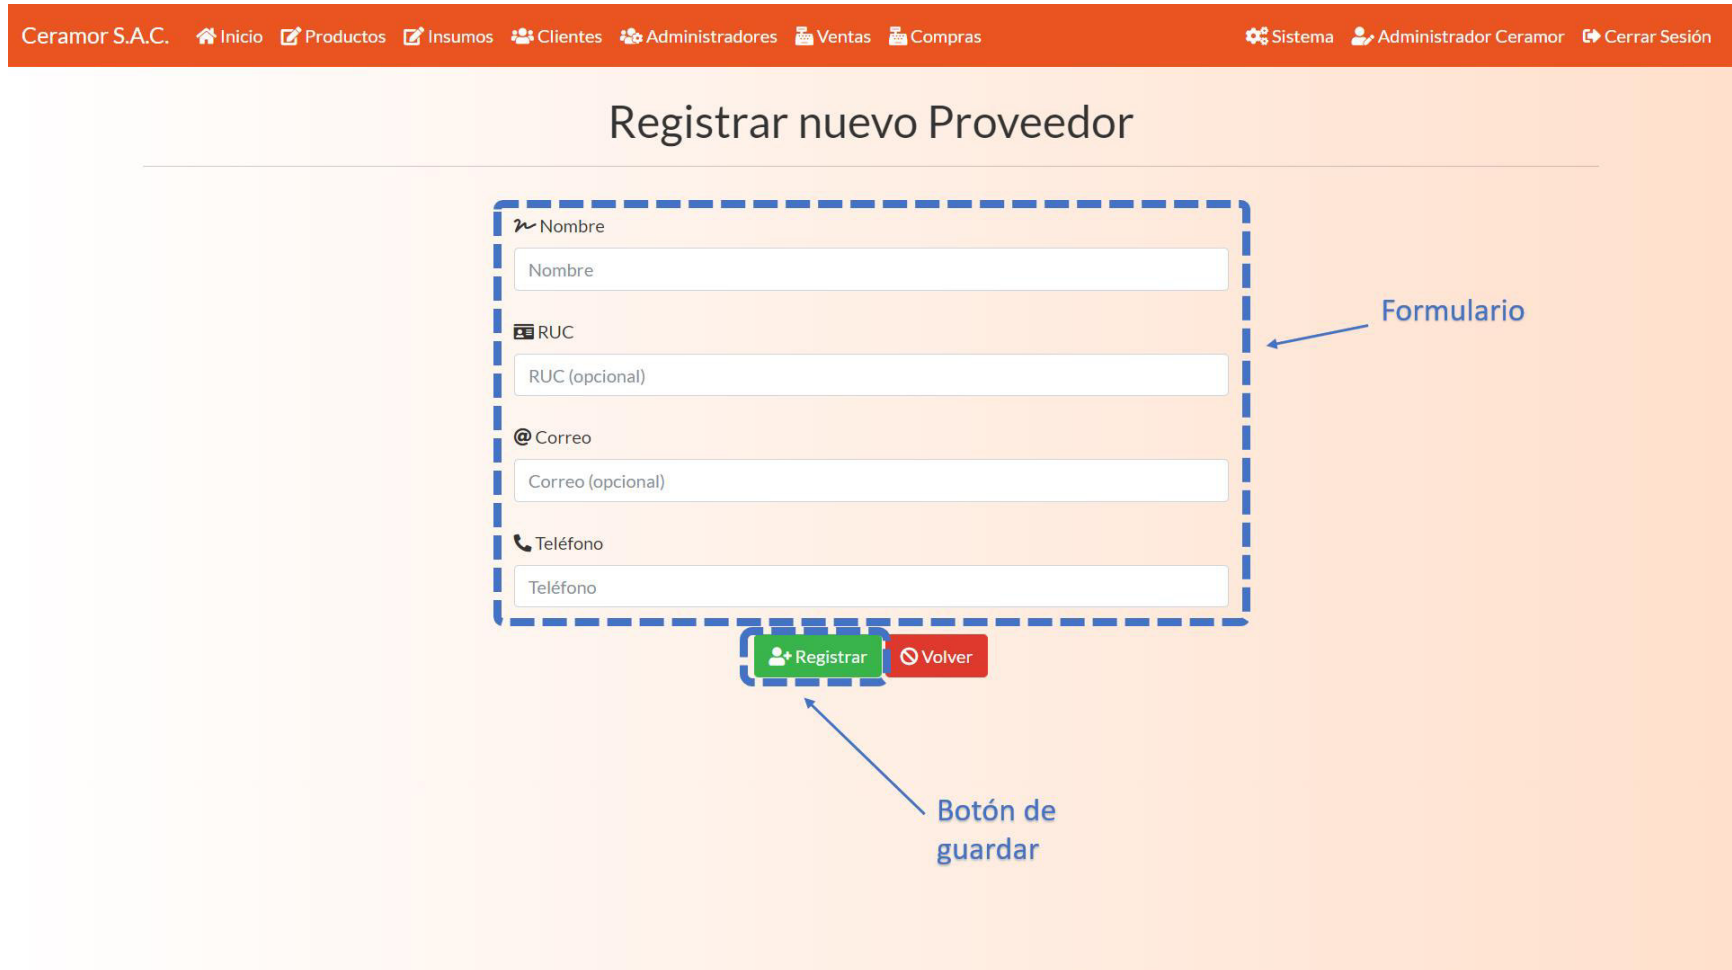 Ceramor S.A.C. Inicio Productos Insumos Clientes Administradores Ventas Compras Sistema Administrador Ceramor Cerrar Sesión
Registrar nuevo Proveedor
Nombre
Nombre
RUC
RUC (opcional)
Correo
Correo (opcional)
Teléfono
Teléfono
Registrar Volver
Formulario
Botón de
guardar